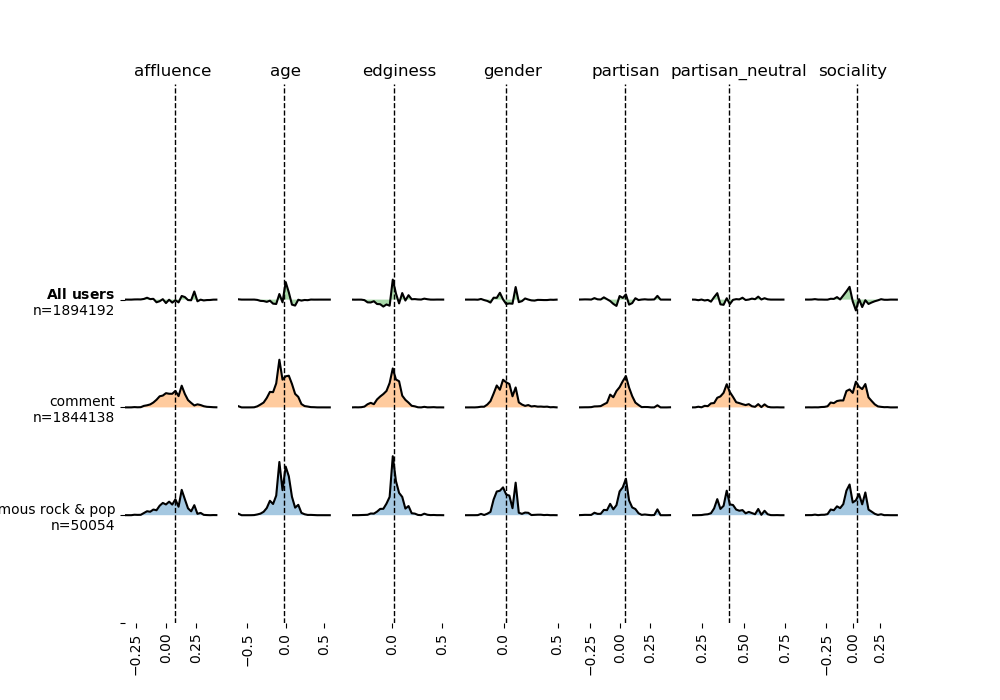 affluence age edginess gender partisan partisan_neutral sociality
All users
n=1894192
comment
n=1844138
rock & pop
n=50054
−0.25 0.00 0.25 −0.5 0.0 0.5 0.0 0.5 0.0 0.5 −0.25 0.00 0.25 0.25 0.50 0.75 −0.25 0.00 0.25